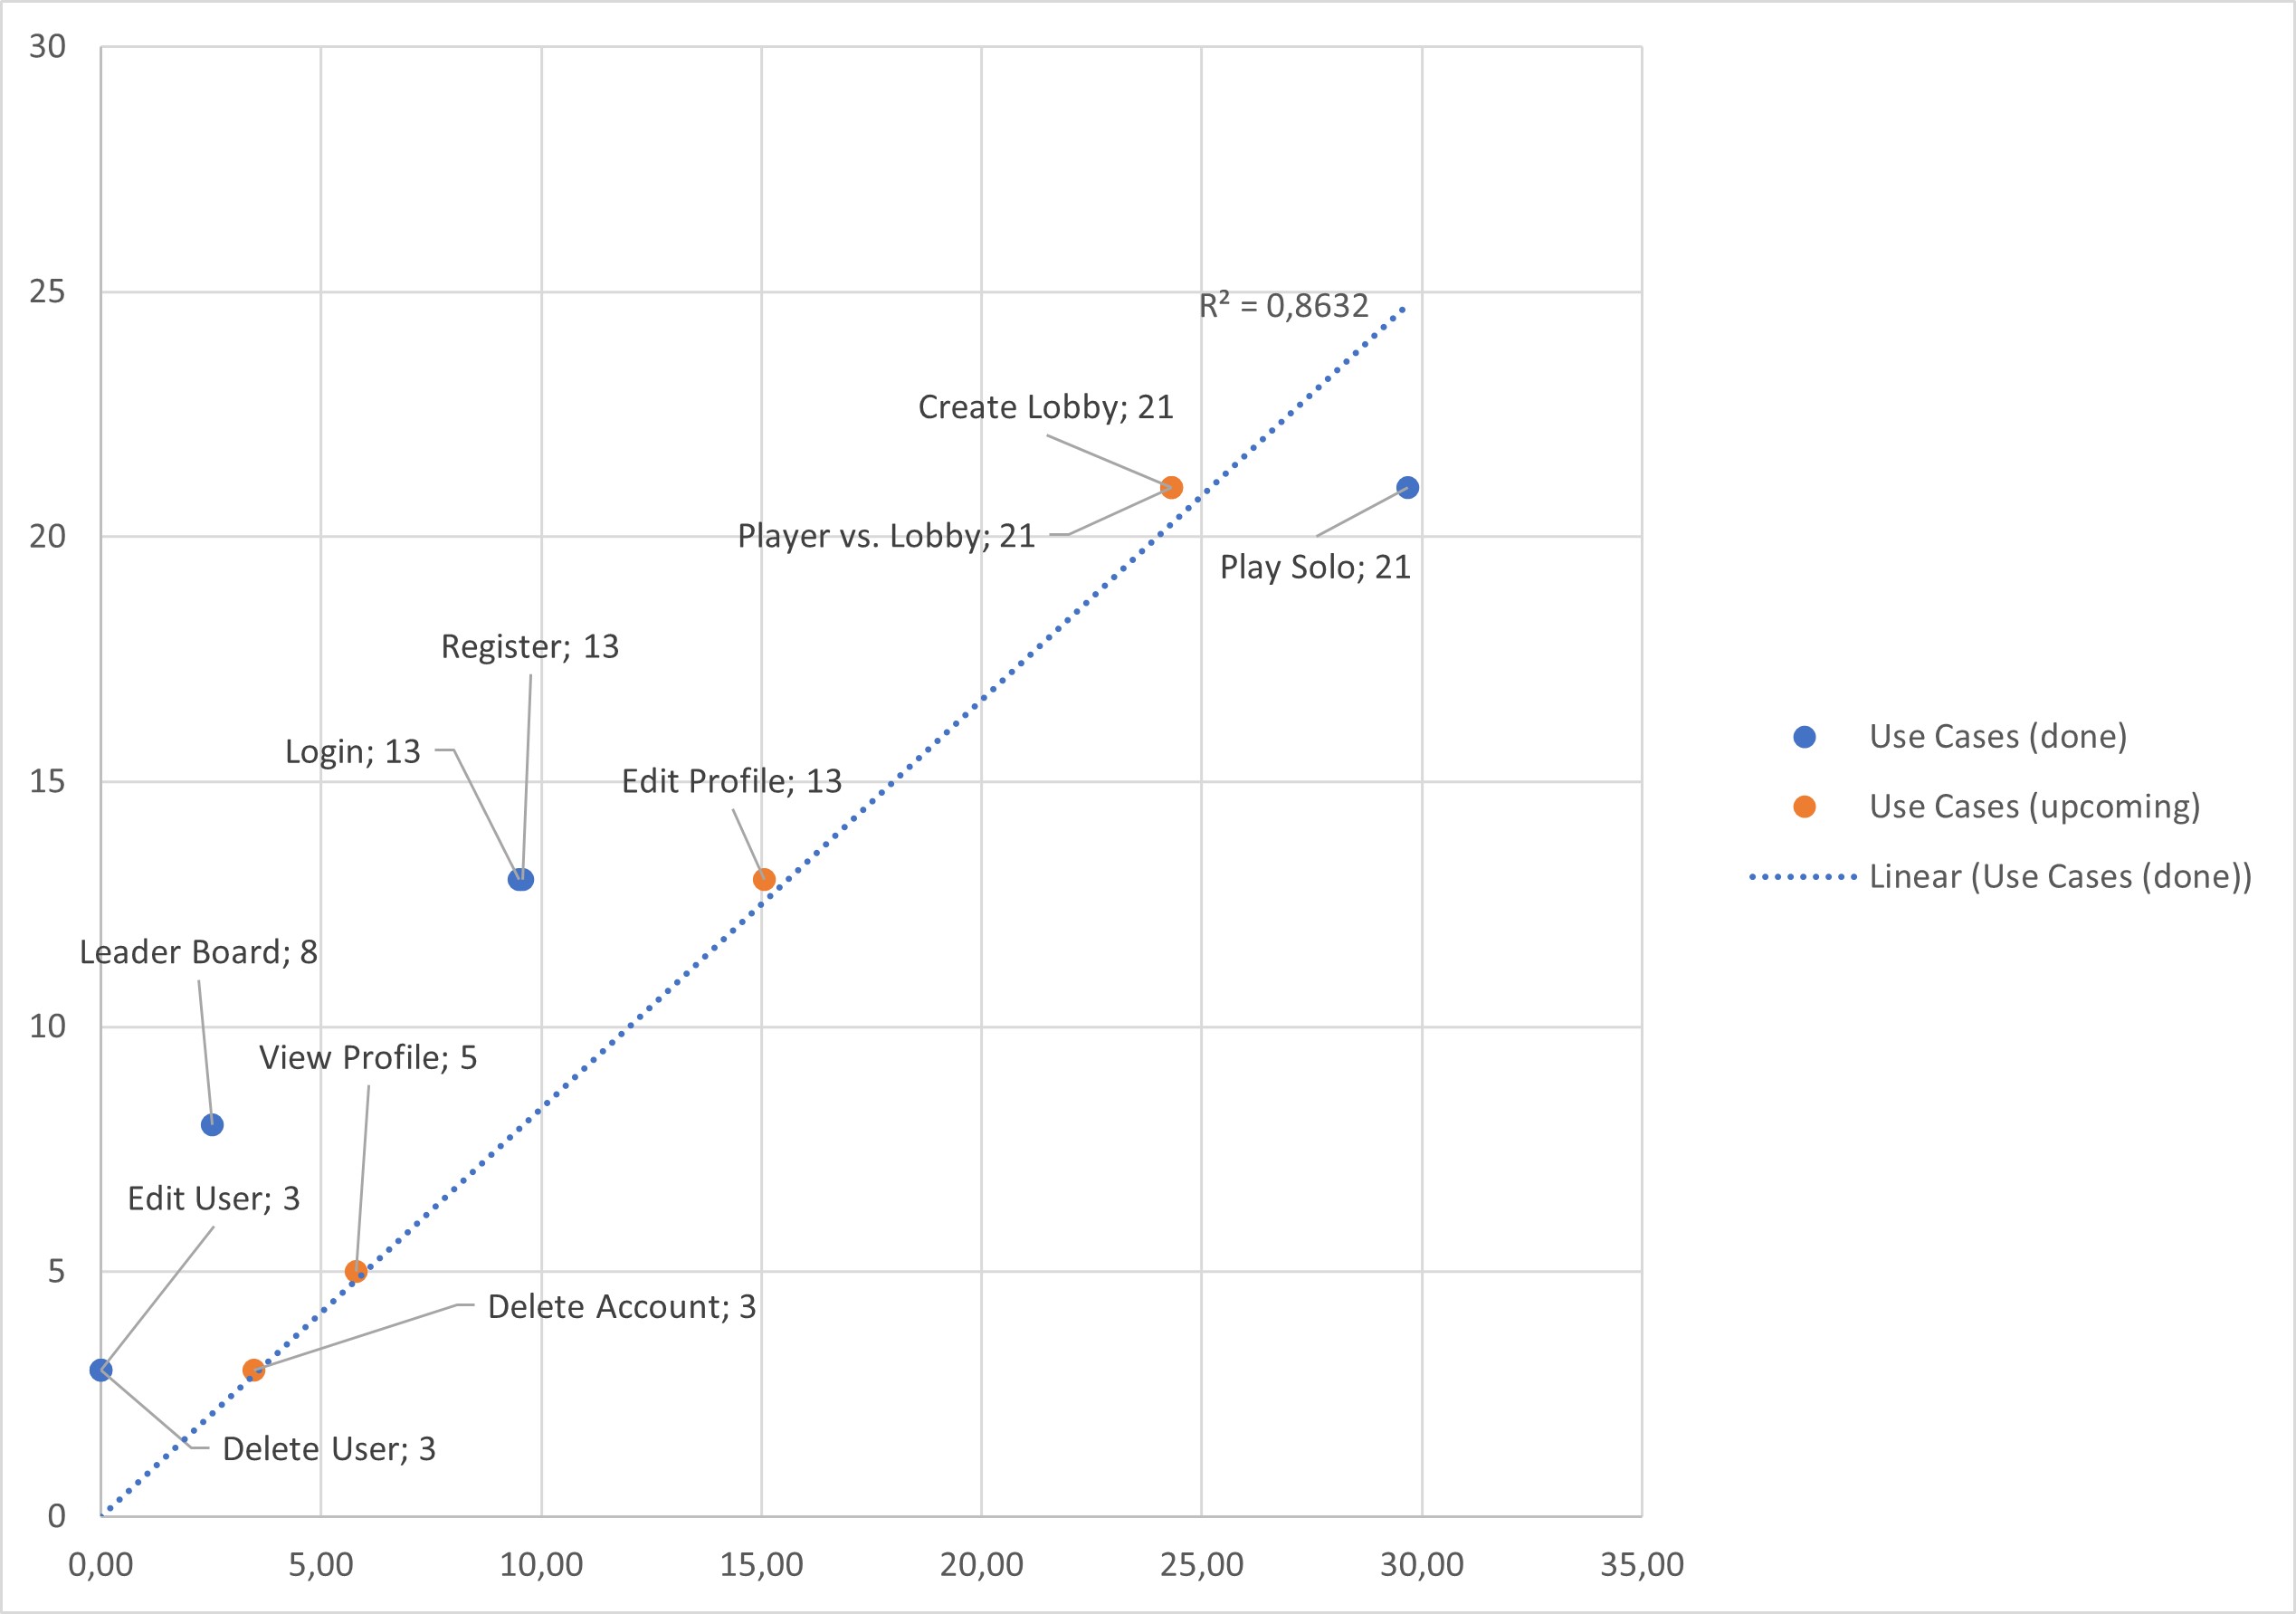 30
25
R² = 0,8632
Create Lobby; 21
20
Player vs. Lobby; 21
Play Solo; 21
Register; 13
Login; 13
15
Edit Profile; 13
Leader Board; 8
10
View Profile; 5
Edit User; 3
5
Delete Account; 3
Delete User; 3
0
0,00 5,00 10,00 15,00 20,00 25,00 30,00 35,00
Use Cases (done)
Use Cases (upcoming)
Linear (Use Cases (done))